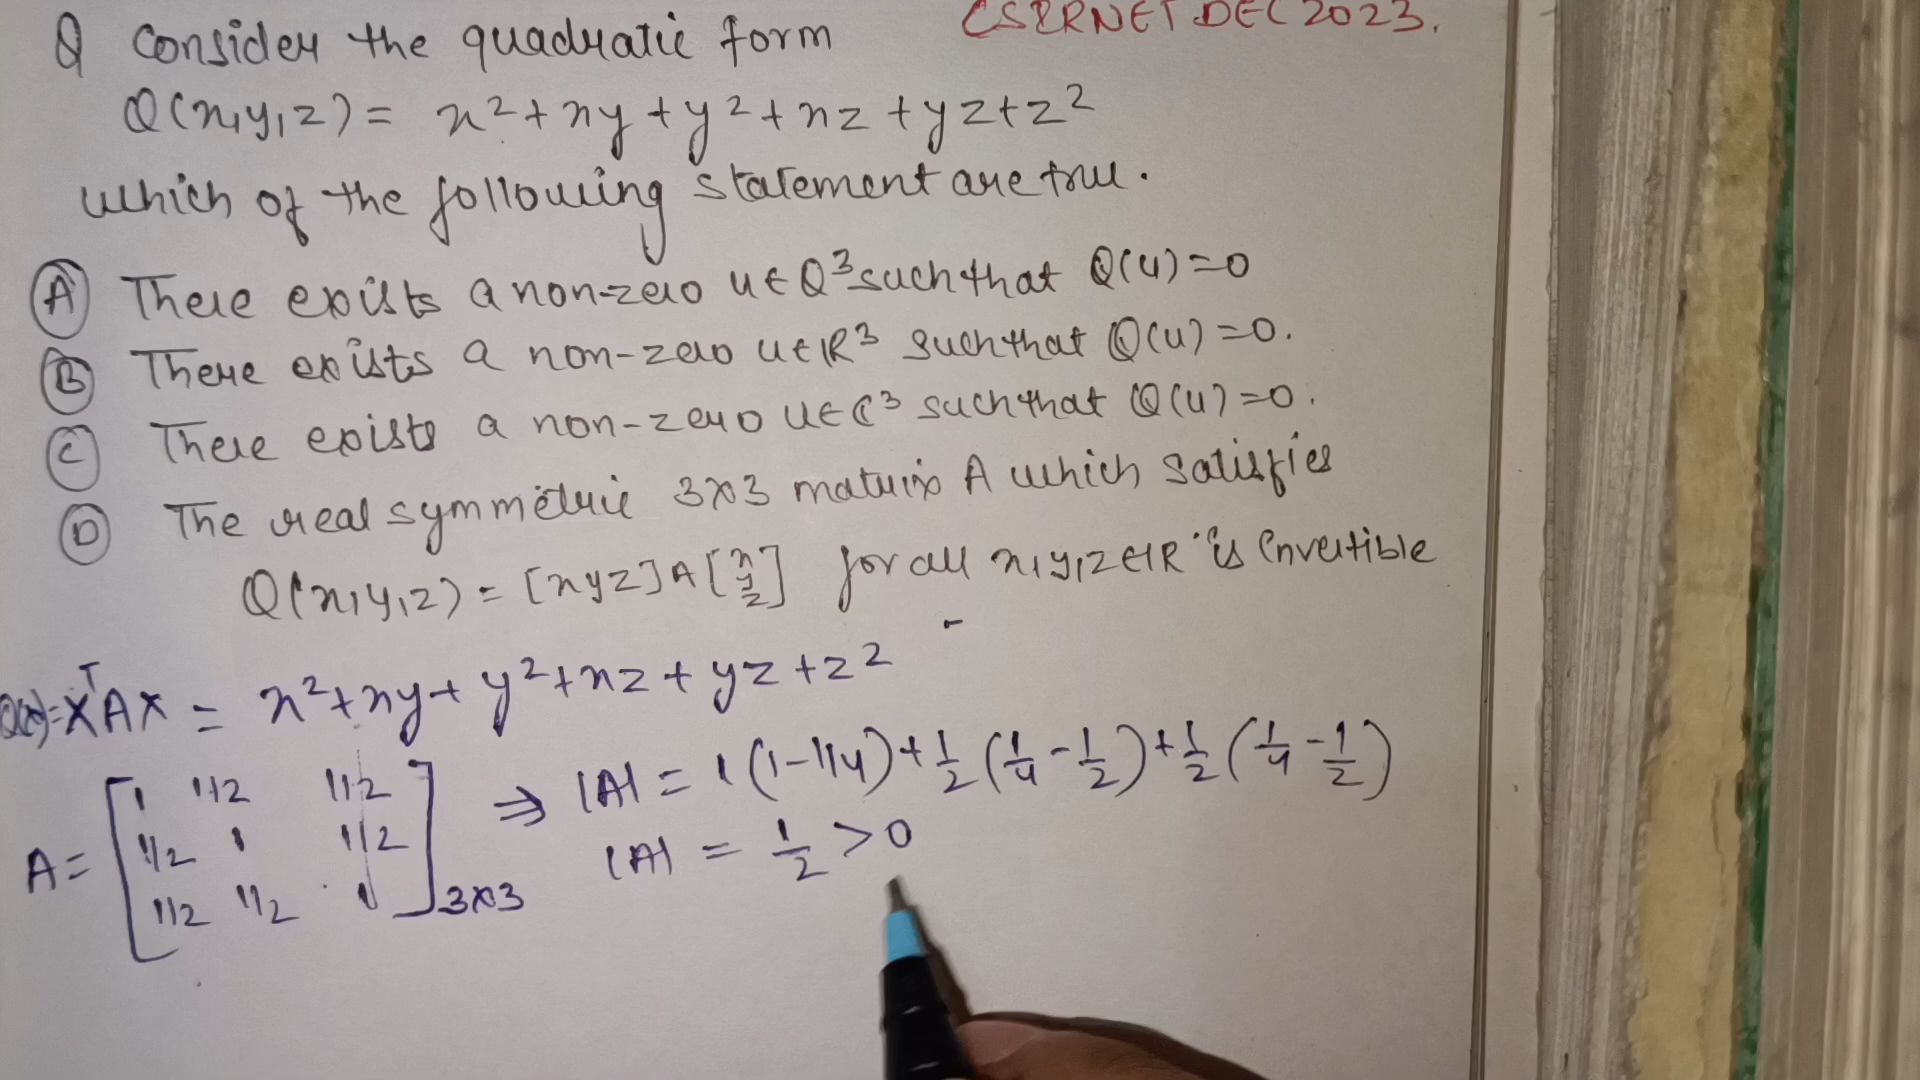 Q Consider the quadratic form
CSIRNET DEC 2023.
Q(x,y,z) = x²+xy+y²+xz+yz+z²
which of the following statement are true.
(A) There exists a non-zero u∈Q³ such that Q(u)=0
(B) There exists a non-zero u∈ℝ³ such that Q(u)=0.
(C) There exists a non-zero u∈ℂ³ such that Q(u)=0.
(D) The real symmetric 3×3 matrix A which satisfies
Q(x,y,z) = [x y z] A [x y z] for all x,y,z∈ℝ is invertible
Q(x)=XᵀAX = x²+xy+y²+xz+yz+z²
A = [1 1/2 1/2
1/2 1 1/2
1/2 1/2 1]3×3
⇒ |A| = 1(1-1/4)+1/2(1/4-1/2)+1/2(1/4-1/2)
|A| = 1/2 >0